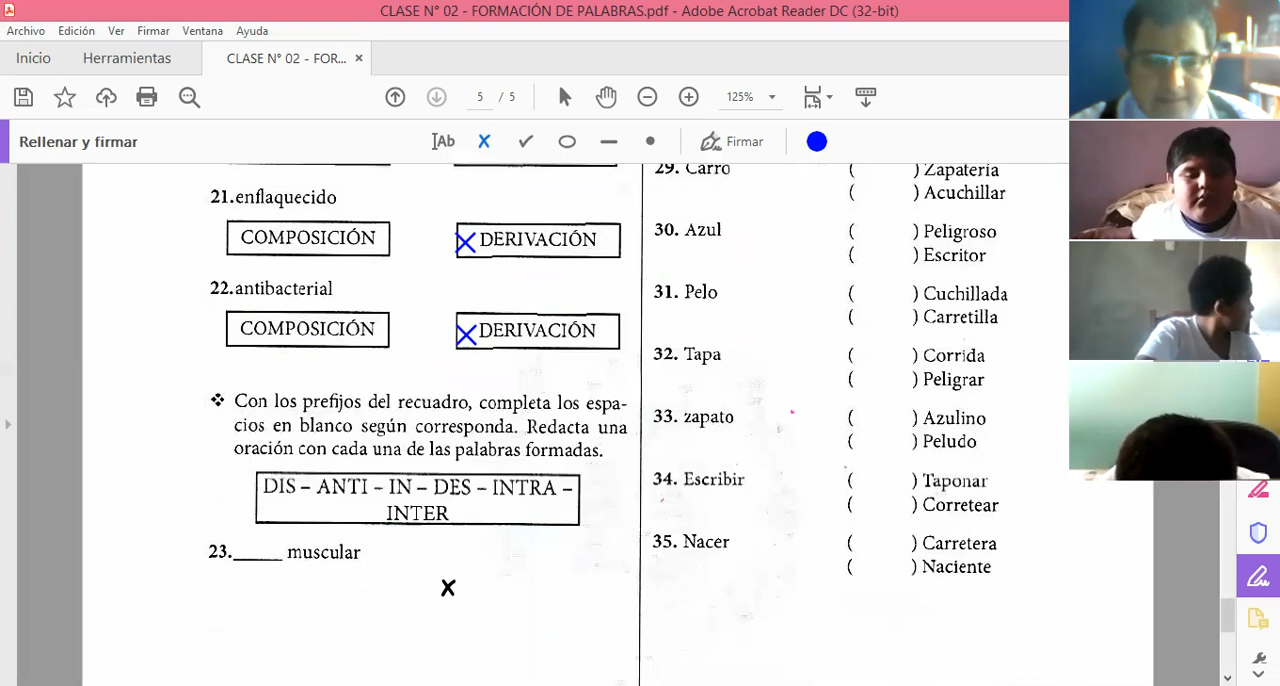 CLASE N° 02 - FORMACIÓN DE PALABRAS.pdf - Adobe Acrobat Reader DC (32-bit)
Archivo Edición Ver Firmar Ventana Ayuda
Inicio Herramientas CLASE N° 02 - FOR... ×
5 / 5 125%
Rellenar y firmar
Ab Firmar
21.enflaquecido
COMPOSICIÓN DERIVACIÓN
22.antibacterial
COMPOSICIÓN DERIVACIÓN
❖ Con los prefijos del recuadro, completa los espa-
cios en blanco según corresponda. Redacta una
oración con cada una de las palabras formadas.
DIS – ANTI – IN – DES – INTRA –
INTER
23._____ muscular
29. Carro ( ) Zapatería
( ) Acuchillar
30. Azul ( ) Peligroso
( ) Escritor
31. Pelo ( ) Cuchillada
( ) Carretilla
32. Tapa ( ) Corrida
( ) Peligrar
33. zapato ( ) Azulino
( ) Peludo
34. Escribir ( ) Taponar
( ) Corretear
35. Nacer ( ) Carretera
( ) Naciente